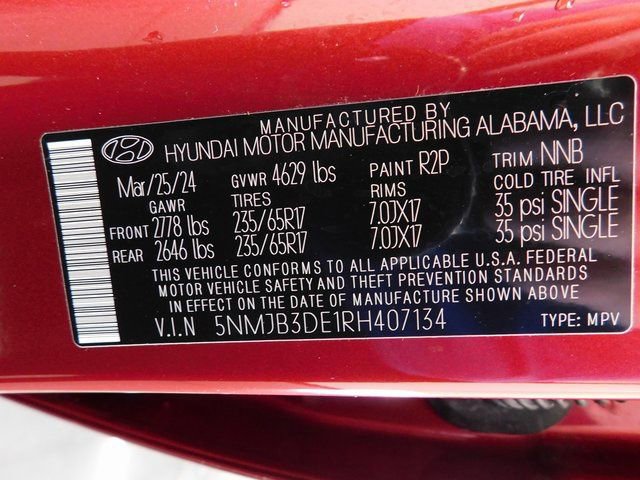 MANUFACTURED BY
HYUNDAI MOTOR MANUFACTURING ALABAMA, LLC
Mar/25/24 GVWR 4629 lbs PAINT R2P TRIM NNB
GAWR TIRES RIMS COLD TIRE INFL
FRONT 2778 lbs 235/65R17 7.0JX17 35 psi SINGLE
REAR 2646 lbs 235/65R17 7.0JX17 35 psi SINGLE
THIS VEHICLE CONFORMS TO ALL APPLICABLE U.S.A. FEDERAL
MOTOR VEHICLE SAFETY AND THEFT PREVENTION STANDARDS
IN EFFECT ON THE DATE OF MANUFACTURE SHOWN ABOVE
V.I.N 5NMJB3DE1RH407134 TYPE: MPV